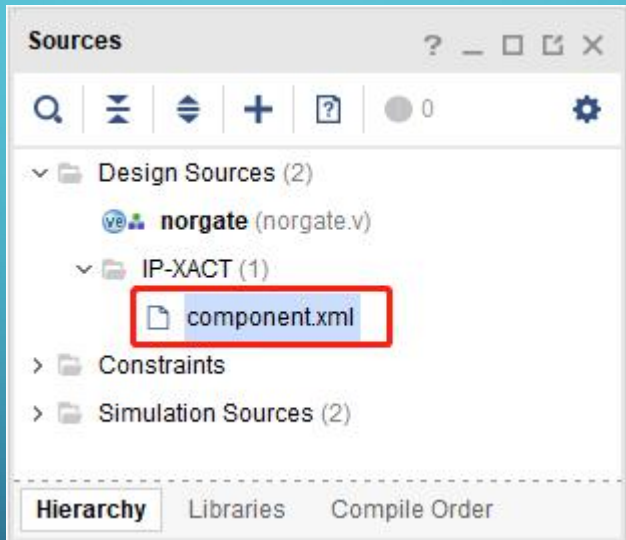 Sources
0
Design Sources (2)
norgate (norgate.v)
IP-XACT (1)
component.xml
Constraints
Simulation Sources (2)
Hierarchy Libraries Compile Order